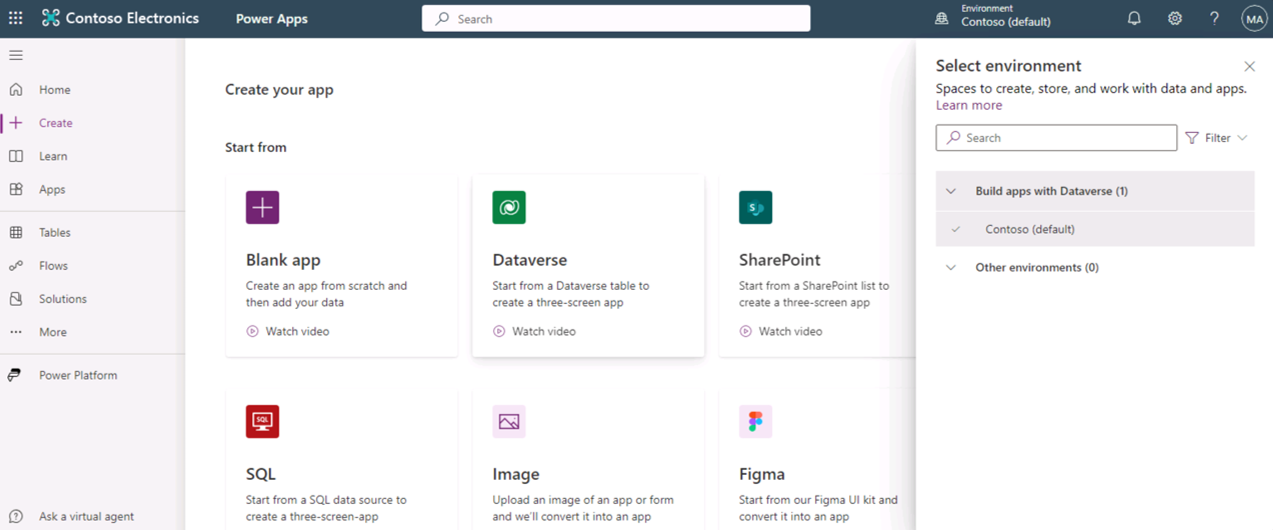 Contoso Electronics
Power Apps
Search
Environment
Contoso (default)
?
MA
Home
Create
Learn
Apps
Tables
Flows
Solutions
More
Power Platform
Ask a virtual agent
Create your app
Start from
Blank app
Create an app from scratch and
then add your data
Watch video
Dataverse
Start from a Dataverse table to
create a three-screen app
Watch video
S
SharePoint
Start from a SharePoint list to
create a three-screen app
Watch video
SQL
SQL
Start from a SQL data source to
create a three-screen-app
Image
Upload an image of an app or form
and we'll convert it into an app
Figma
Start from our Figma UI kit and
convert it into an app
Select environment
Spaces to create, store, and work with data and apps.
Learn more
Search
Filter
Build apps with Dataverse (1)
Contoso (default)
Other environments (0)